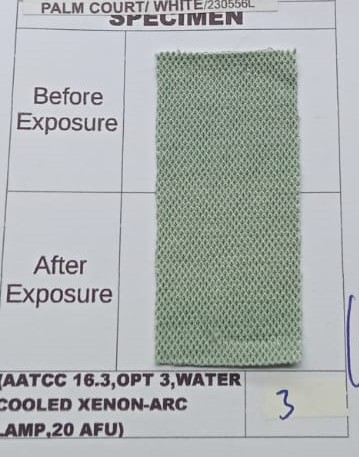 PALM COURT/ WHITE/230556L
SPECIMEN
Before
Exposure
After
Exposure
(AATCC 16.3,OPT 3,WATER
COOLED XENON-ARC
LAMP,20 AFU)
3